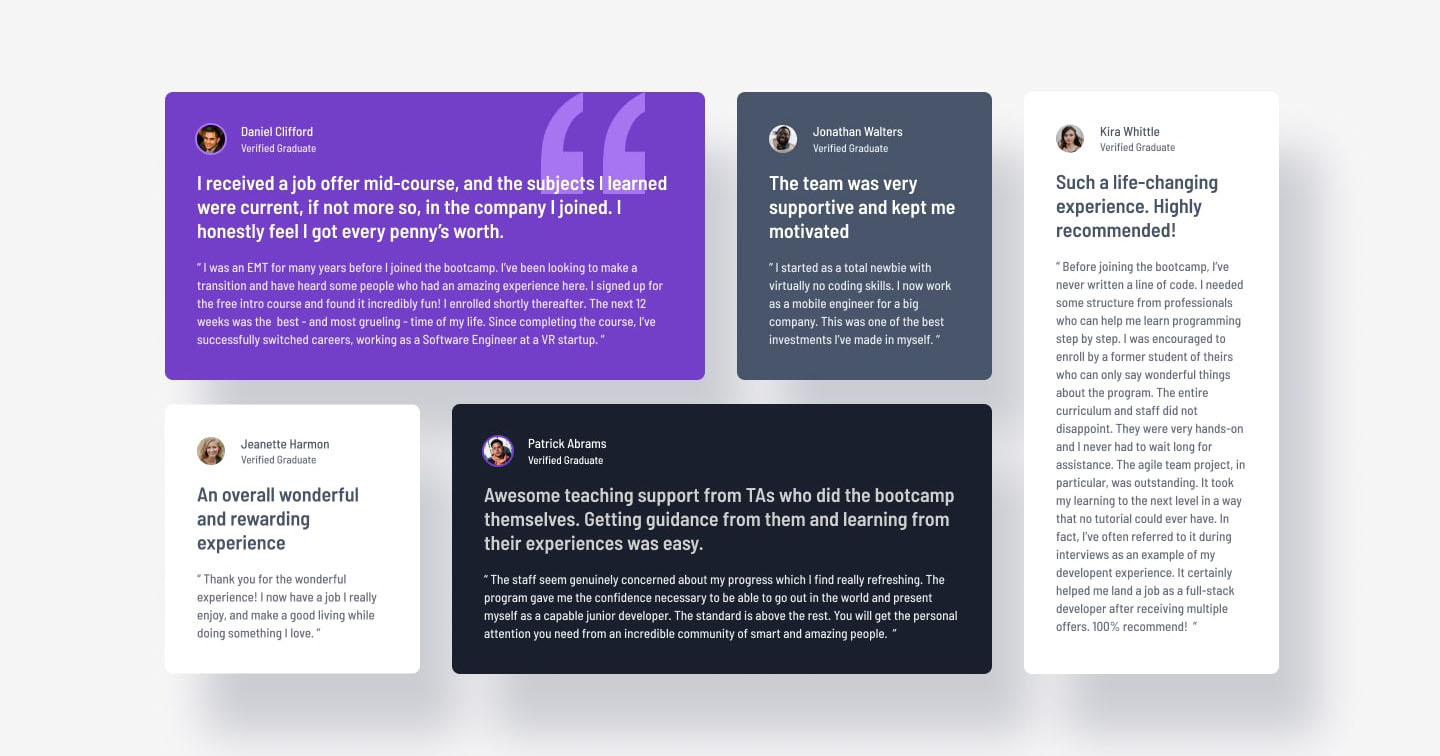 Daniel Clifford
Verified Graduate
I received a job offer mid-course, and the subjects I learned
were current, if not more so, in the company I joined. I
honestly feel I got every penny’s worth.
“ I was an EMT for many years before I joined the bootcamp. I’ve been looking to make a
transition and have heard some people who had an amazing experience here. I signed up for
the free intro course and found it incredibly fun! I enrolled shortly thereafter. The next 12
weeks was the best - and most grueling - time of my life. Since completing the course, I’ve
successfully switched careers, working as a Software Engineer at a VR startup. ”
Jonathan Walters
Verified Graduate
The team was very
supportive and kept me
motivated
“ I started as a total newbie with
virtually no coding skills. I now work
as a mobile engineer for a big
company. This was one of the best
investments I’ve made in myself. ”
Kira Whittle
Verified Graduate
Such a life-changing
experience. Highly
recommended!
“ Before joining the bootcamp, I’ve
never written a line of code. I needed
some structure from professionals
who can help me learn programming
step by step. I was encouraged to
enroll by a former student of theirs
who can only say wonderful things
about the program. The entire
curriculum and staff did not
disappoint. They were very hands-on
and I never had to wait long for
assistance. The agile team project, in
particular, was outstanding. It took
my learning to the next level in a way
that no tutorial could ever have. In
fact, I’ve often referred to it during
interviews as an example of my
developent experience. It certainly
helped me land a job as a full-stack
developer after receiving multiple
offers. 100% recommend! ”
Jeanette Harmon
Verified Graduate
An overall wonderful
and rewarding
experience
“ Thank you for the wonderful
experience! I now have a job I really
enjoy, and make a good living while
doing something I love. ”
Patrick Abrams
Verified Graduate
Awesome teaching support from TAs who did the bootcamp
themselves. Getting guidance from them and learning from
their experiences was easy.
“ The staff seem genuinely concerned about my progress which I find really refreshing. The
program gave me the confidence necessary to be able to go out in the world and present
myself as a capable junior developer. The standard is above the rest. You will get the personal
attention you need from an incredible community of smart and amazing people. ”